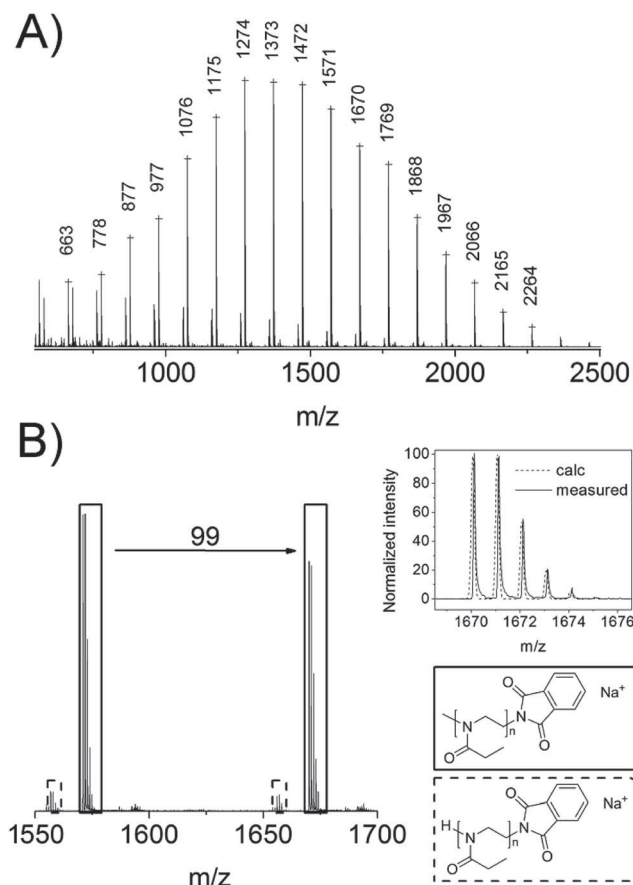 A)
663
778
877
977
1076
1175
1274
1373
1472
1571
1670
1769
1868
1967
2066
2165
2264
1000 1500 2000 2500
m/z
B)
99
1550 1600 1650 1700
m/z
Normalized intensity
100
80
60
40
20
0
calc
measured
1670 1672 1674 1676
m/z
O
N
n
N
O
O
Na+
O
H
N
n
N
O
O
Na+